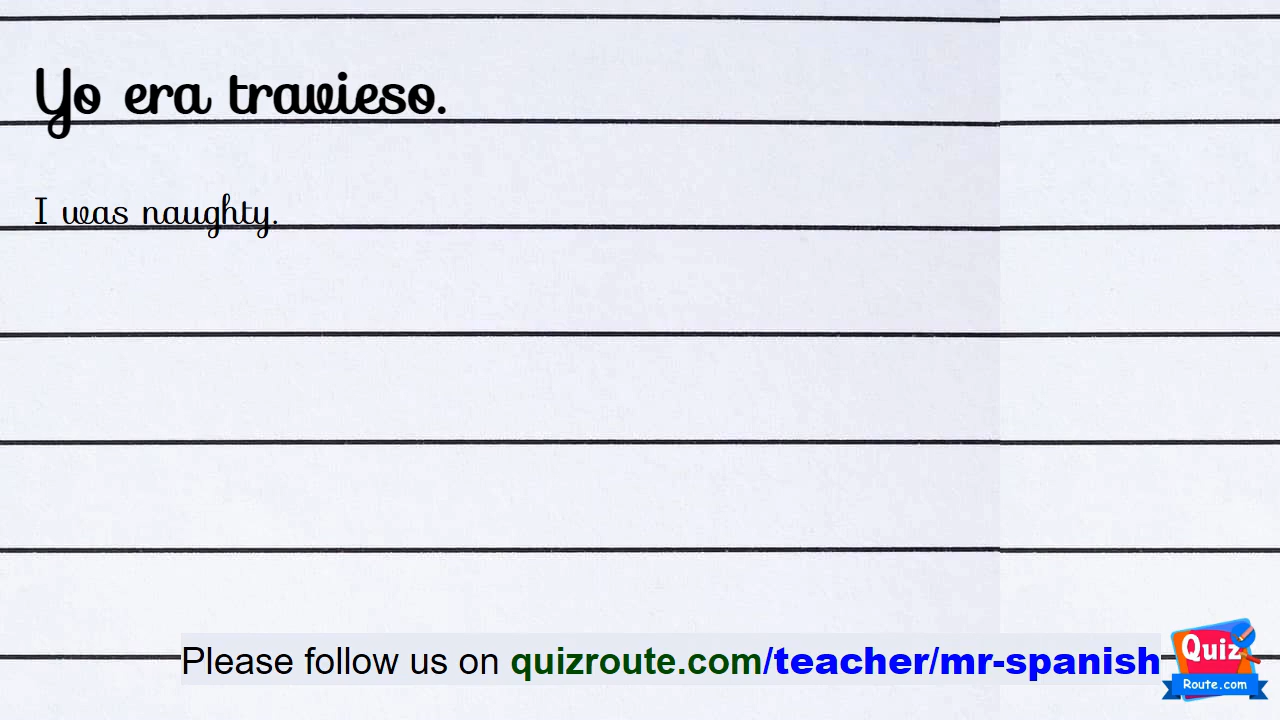 Yo era travieso.
I was naughty.
Please follow us on quizroute.com/teacher/mr-spanish
Quiz
Route.com